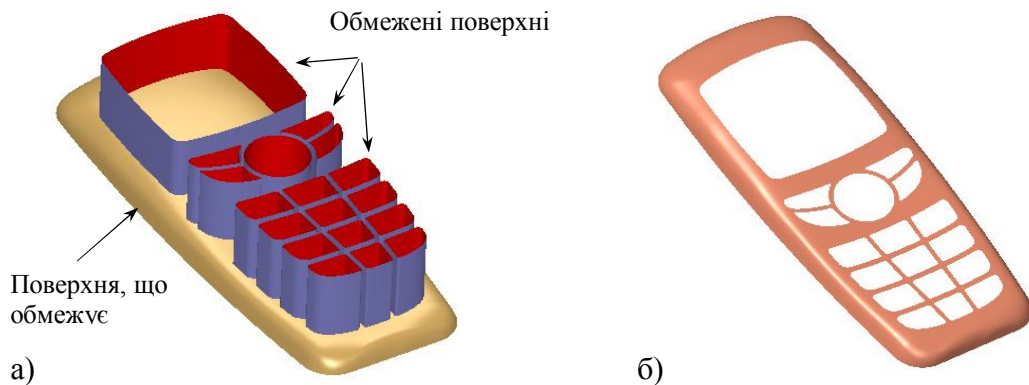 Обмежені поверхні
Поверхня, що
обмежує
а)
б)